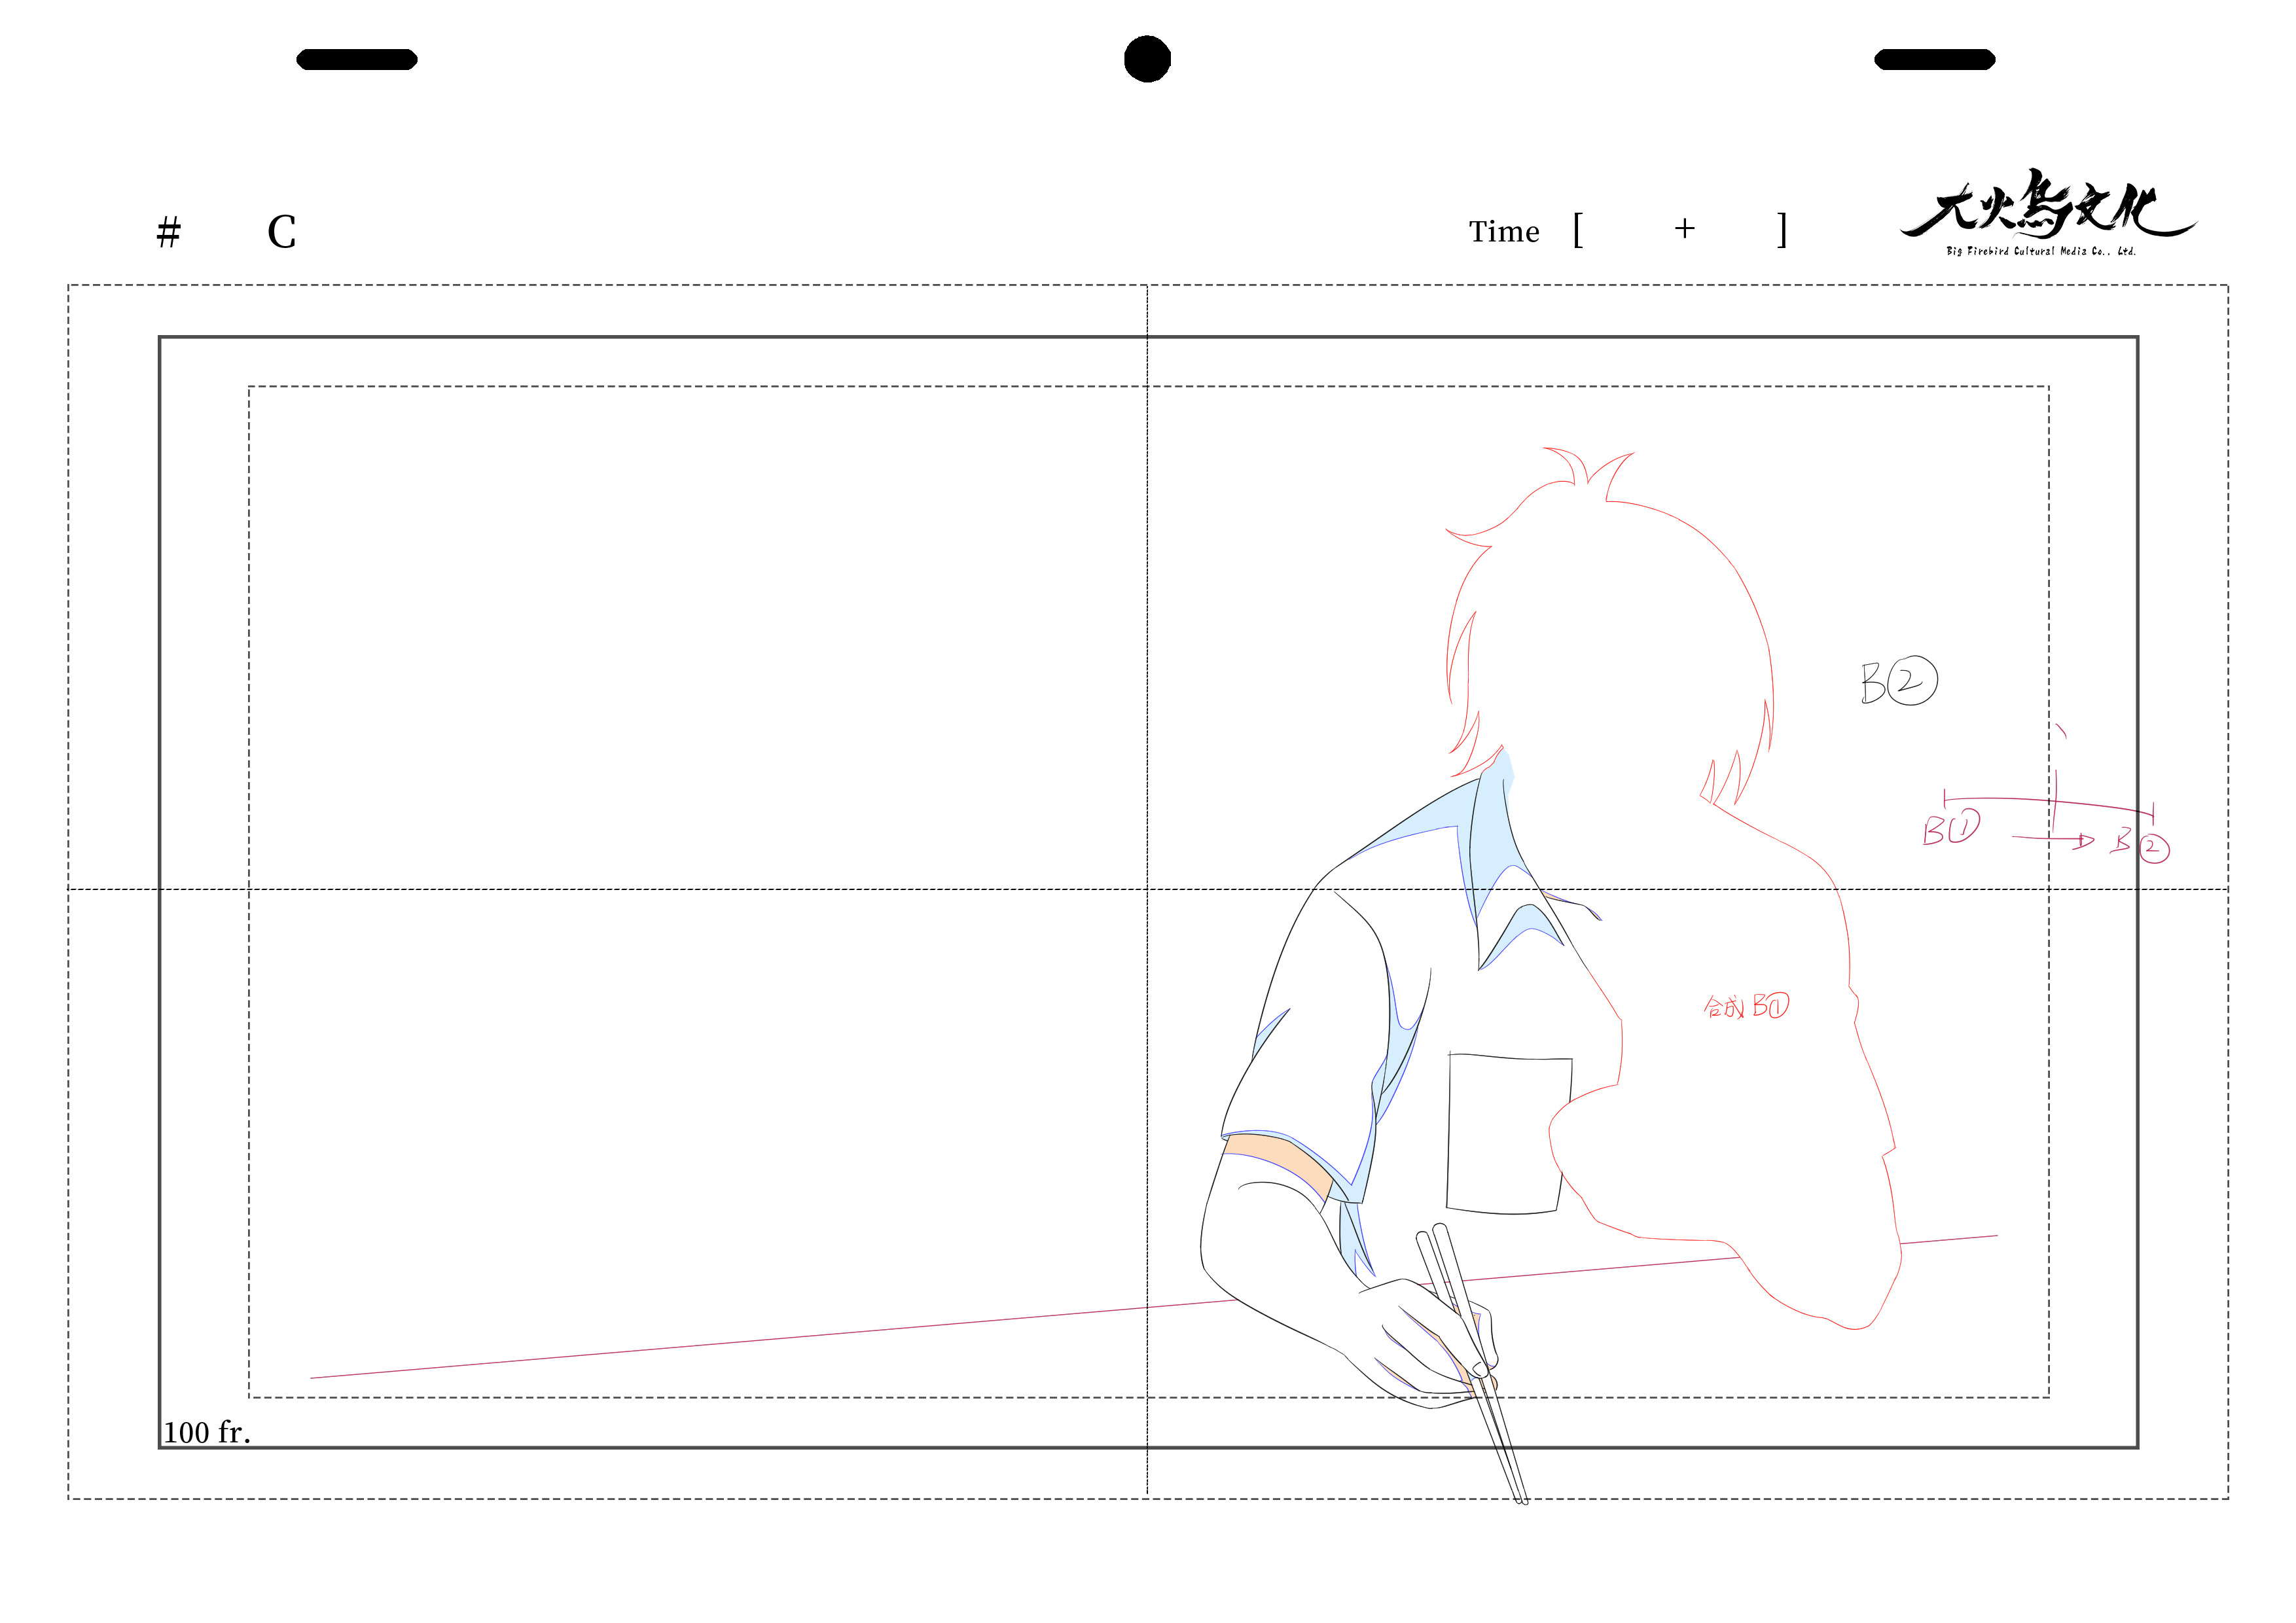 # C Time [ + ]
大火鸟文化
Big Firebird Cultural Media Co., Ltd.
B②
B① → B②
合成 B①
100 fr.